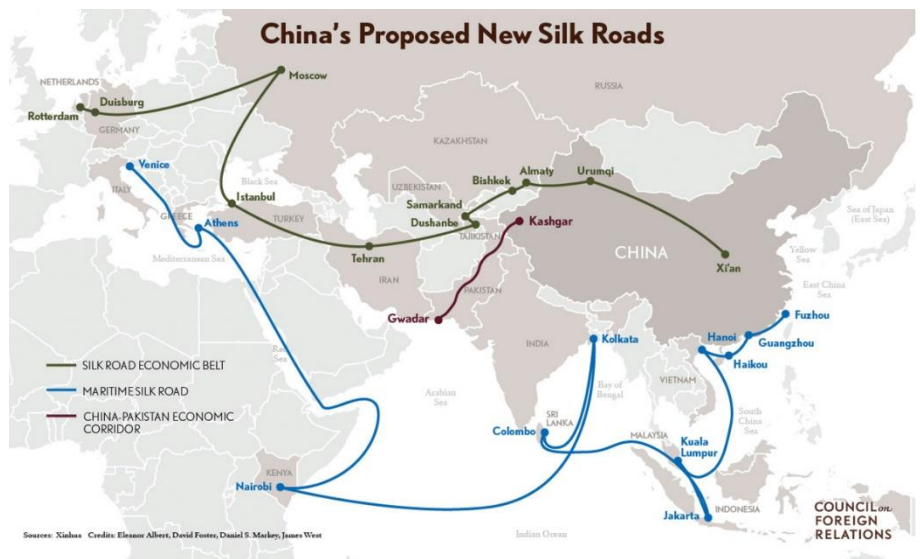 China's Proposed New Silk Roads
NETHERLANDS
Rotterdam
Duisburg
GERMANY
Moscow
RUSSIA
Venice
ITALY
GREECE
Athens
Mediterranean Sea
Black Sea
Istanbul
TURKEY
KAZAKHSTAN
UZBEKISTAN
Bishkek
Almaty
Urumqi
Samarkand
Dushanbe
TAJIKISTAN
Kashgar
Tehran
IRAN
PAKISTAN
Gwadar
CHINA
Xi'an
Sea of Japan
(East Sea)
Yellow
Sea
East China
Sea
Fuzhou
Guangzhou
Hanoi
Haikou
Kolkata
INDIA
VIETNAM
Red
Sea
Arabian
Sea
Bay of
Bengal
South
China
Sea
SILK ROAD ECONOMIC BELT
MARITIME SILK ROAD
CHINA-PAKISTAN ECONOMIC
CORRIDOR
Colombo
SRI
LANKA
MALAYSIA
Kuala
Lumpur
KENYA
Nairobi
Jakarta
INDONESIA
Indian Ocean
COUNCIL on
FOREIGN
RELATIONS
Sources: Xinhua Credits: Eleanor Albert, David Foster, Daniel S. Markey, James West